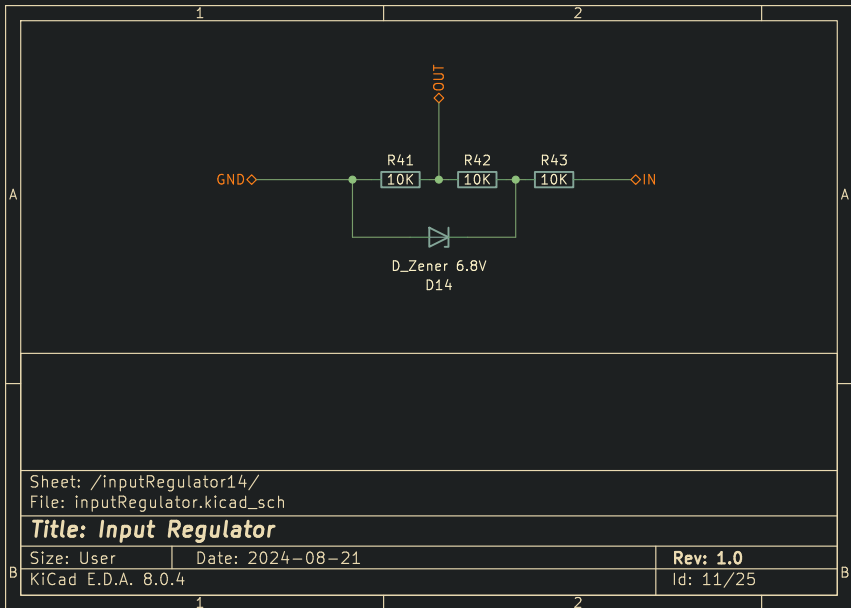 1 2
OUT
R41 R42 R43
GND 10K 10K 10K IN
A A
D_Zener 6.8V
D14
Sheet: /inputRegulator14/
File: inputRegulator.kicad_sch
Title: Input Regulator
Size: User Date: 2024-08-21 Rev: 1.0
B B
KiCad E.D.A. 8.0.4 Id: 11/25
1 2